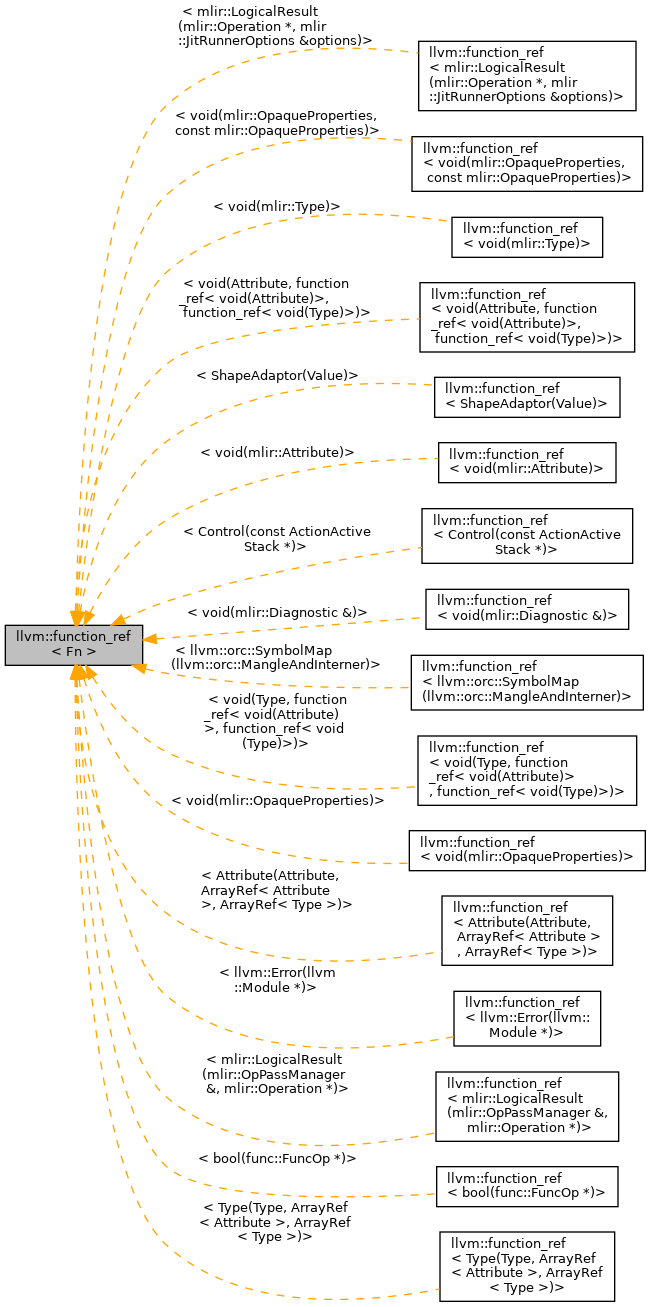 < mlir::LogicalResult
(mlir::Operation *, mlir
::JitRunnerOptions &options)>
llvm::function_ref
< mlir::LogicalResult
(mlir::Operation *, mlir
::JitRunnerOptions &options)>
< void(mlir::OpaqueProperties,
const mlir::OpaqueProperties)>
llvm::function_ref
< void(mlir::OpaqueProperties,
const mlir::OpaqueProperties)>
< void(mlir::Type)>
llvm::function_ref
< void(mlir::Type)>
< void(Attribute, function
_ref< void(Attribute)>,
function_ref< void(Type)>)>
llvm::function_ref
< void(Attribute, function
_ref< void(Attribute)>,
function_ref< void(Type)>)>
< ShapeAdaptor(Value)>
llvm::function_ref
< ShapeAdaptor(Value)>
< void(mlir::Attribute)>
llvm::function_ref
< void(mlir::Attribute)>
< Control(const ActionActive
Stack *)>
llvm::function_ref
< Control(const ActionActive
Stack *)>
< void(mlir::Diagnostic &)>
llvm::function_ref
< void(mlir::Diagnostic &)>
llvm::function_ref
< Fn >
< llvm::orc::SymbolMap
(llvm::orc::MangleAndInterner)>
llvm::function_ref
< llvm::orc::SymbolMap
(llvm::orc::MangleAndInterner)>
< void(Type, function
_ref< void(Attribute)
>, function_ref< void
(Type)>)>
llvm::function_ref
< void(Type, function
_ref< void(Attribute)>
, function_ref< void(Type)>)>
< void(mlir::OpaqueProperties)>
llvm::function_ref
< void(mlir::OpaqueProperties)>
< Attribute(Attribute,
ArrayRef< Attribute
>, ArrayRef< Type >)>
llvm::function_ref
< Attribute(Attribute,
ArrayRef< Attribute >
, ArrayRef< Type >)>
< llvm::Error(llvm
::Module *)>
llvm::function_ref
< llvm::Error(llvm::
Module *)>
< mlir::LogicalResult
(mlir::OpPassManager
&, mlir::Operation *)>
llvm::function_ref
< mlir::LogicalResult
(mlir::OpPassManager &,
mlir::Operation *)>
< bool(func::FuncOp *)>
llvm::function_ref
< bool(func::FuncOp *)>
< Type(Type, ArrayRef
< Attribute >, ArrayRef
< Type >)>
llvm::function_ref
< Type(Type, ArrayRef
< Attribute >, ArrayRef
< Type >)>